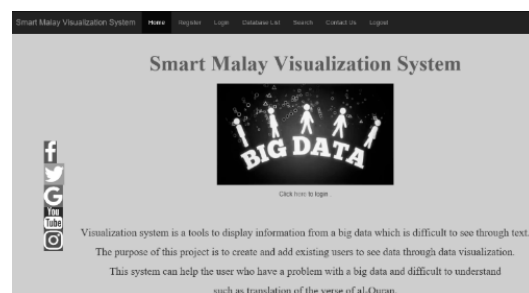 Smart Malay Visualization System Home Register Login Database List Search Contact Us Logout
Smart Malay Visualization System
BIG DATA
Click here to login.
f
G
You
Tube
Visualization system is a tools to display information from a big data which is difficult to see through text.
The purpose of this project is to create and add existing users to see data through data visualization.
This system can help the user who have a problem with a big data and difficult to understand
such as translation of the verse of al-Quran.